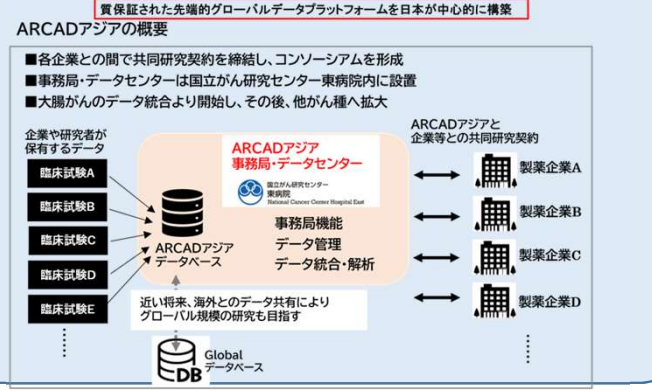 質保証された先端的グローバルデータプラットフォームを日本が中心的に構築
ARCADアジアの概要
■各企業との間で共同研究契約を締結し、コンソーシアムを形成
■事務局・データセンターは国立がん研究センター東病院内に設置
■大腸がんのデータ統合より開始し、その後、他がん種へ拡大
企業や研究者が
保有するデータ
臨床試験A
臨床試験B
臨床試験C
臨床試験D
臨床試験E
ARCADアジア
データベース
ARCADアジア
事務局・データセンター
国立がん研究センター
東病院
National Cancer Center Hospital East
事務局機能
データ管理
データ統合・解析
ARCADアジアと
企業等との共同研究契約
製薬企業A
製薬企業B
製薬企業C
製薬企業D
近い将来、海外とのデータ共有により
グローバル規模の研究も目指す
DB
Global
データベース